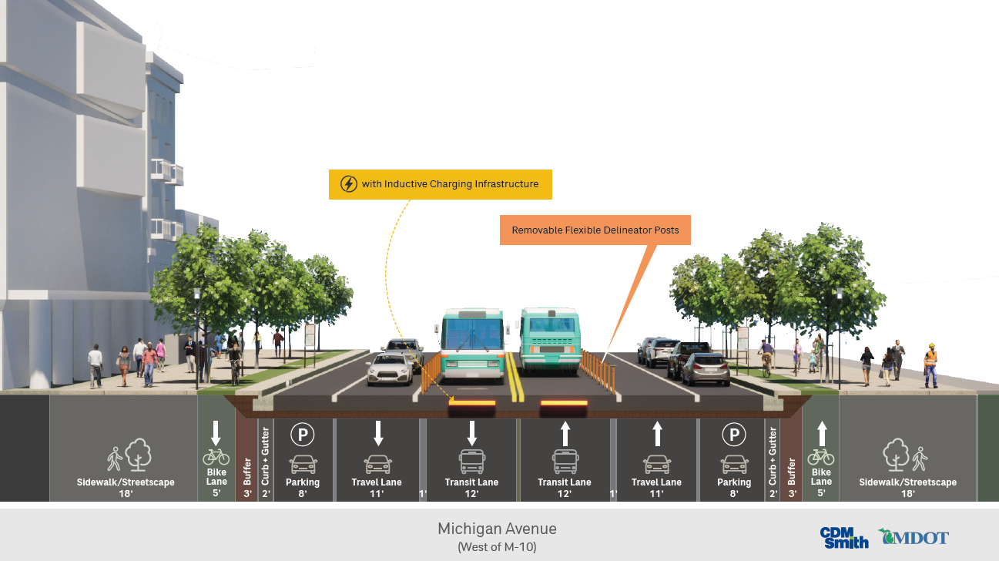 with Inductive Charging Infrastructure
Removable Flexible Delineator Posts
Sidewalk/Streetscape
18'
Bike
Lane
5'
Buffer
3'
Curb + Gutter
2'
P
Parking
8'
Travel Lane
11'
1'
Transit Lane
12'
Transit Lane
12'
1'
Travel Lane
11'
P
Parking
8'
Curb + Gutter
2'
Buffer
3'
Bike
Lane
5'
Sidewalk/Streetscape
18'
Michigan Avenue
(West of M-10)
CDM
Smith
MDOT